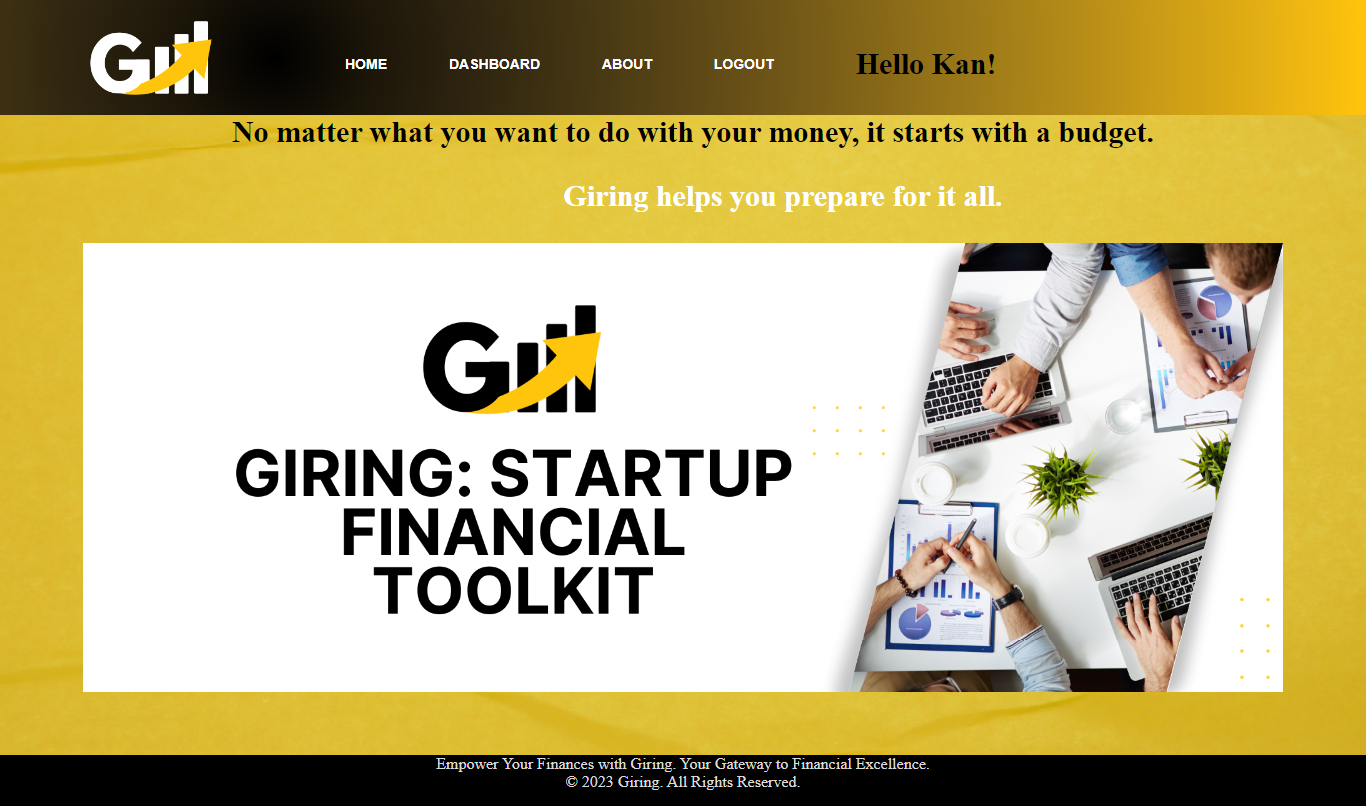 G
HOME DASHBOARD ABOUT LOGOUT Hello Kan!
No matter what you want to do with your money, it starts with a budget.
Giring helps you prepare for it all.
G
GIRING: STARTUP
FINANCIAL
TOOLKIT
Empower Your Finances with Giring. Your Gateway to Financial Excellence.
© 2023 Giring. All Rights Reserved.